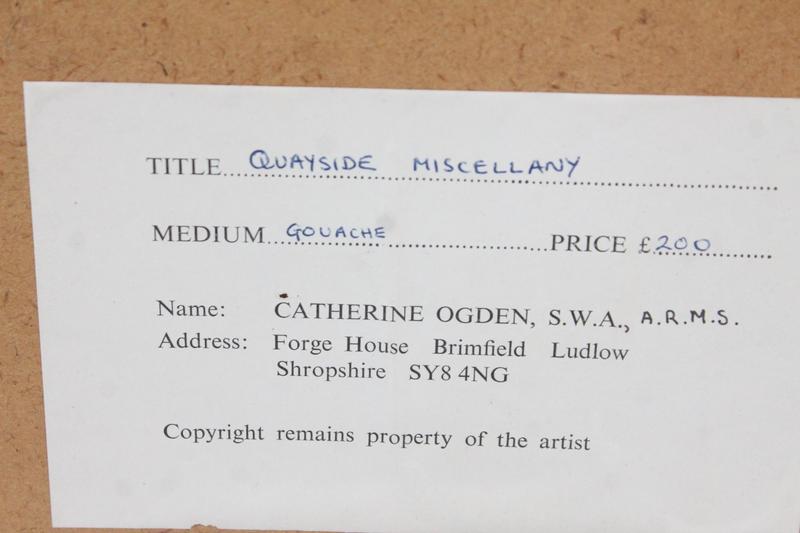 TITLE QUAYSIDE MISCELLANY
MEDIUM GOUACHE PRICE £200
Name: CATHERINE OGDEN, S.W.A., A.R.M.S.
Address: Forge House Brimfield Ludlow
Shropshire SY8 4NG
Copyright remains property of the artist